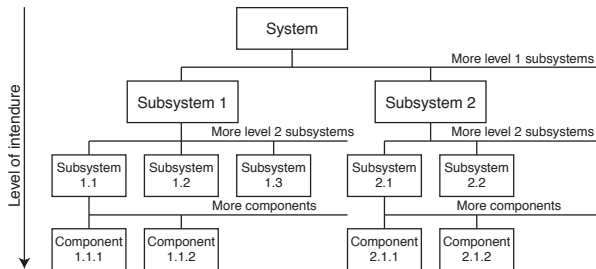 System
More level 1 subsystems
Subsystem 1
Subsystem 2
More level 2 subsystems
More level 2 subsystems
Subsystem
1.1
Subsystem
1.2
Subsystem
1.3
Subsystem
2.1
Subsystem
2.2
More components
More components
Component
1.1.1
Component
1.1.2
Component
2.1.1
Component
2.1.2
Level of intendure